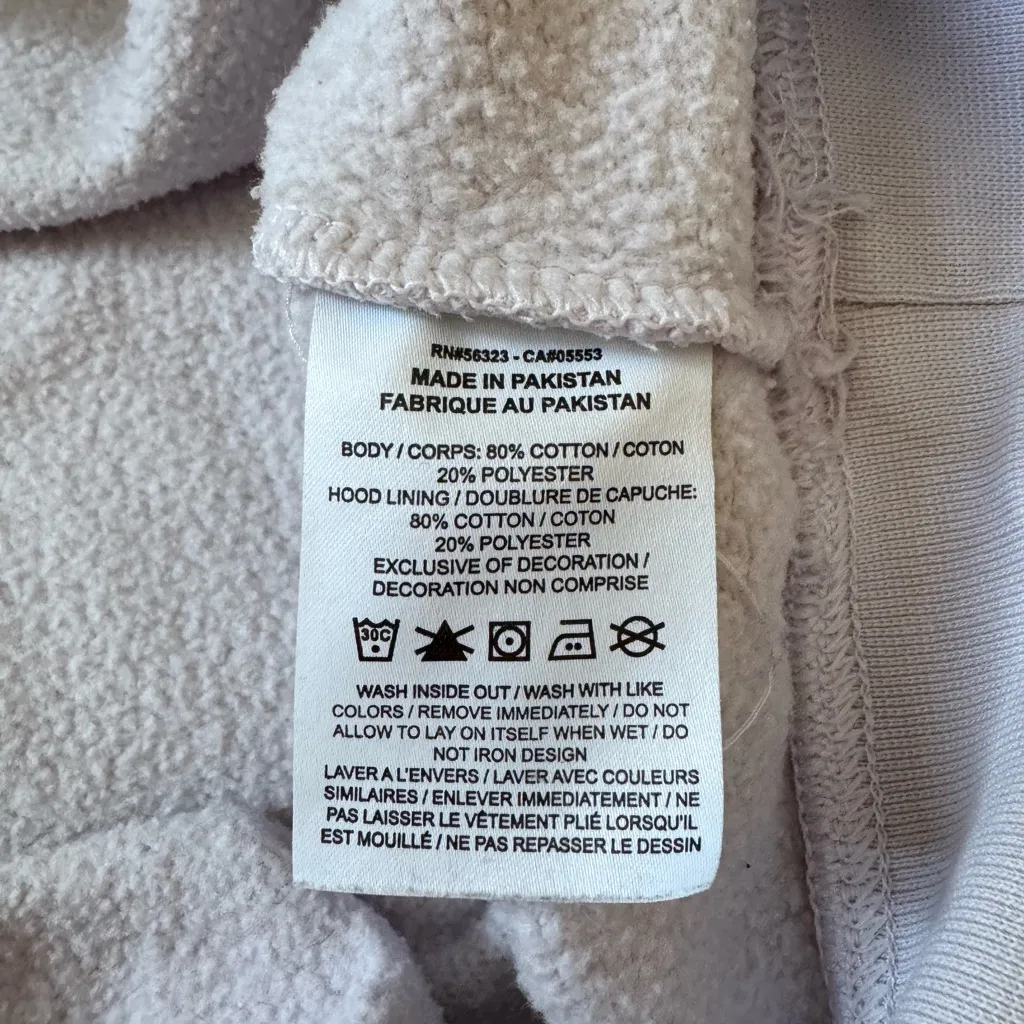 RN#56323 - CA#05553
MADE IN PAKISTAN
FABRIQUE AU PAKISTAN
BODY / CORPS: 80% COTTON / COTON
20% POLYESTER
HOOD LINING / DOUBLURE DE CAPUCHE:
80% COTTON / COTON
20% POLYESTER
EXCLUSIVE OF DECORATION /
DECORATION NON COMPRISE
30C
WASH INSIDE OUT / WASH WITH LIKE
COLORS / REMOVE IMMEDIATELY / DO NOT
ALLOW TO LAY ON ITSELF WHEN WET / DO
NOT IRON DESIGN
LAVER A L'ENVERS / LAVER AVEC COULEURS
SIMILAIRES / ENLEVER IMMEDIATEMENT / NE
PAS LAISSER LE VÊTEMENT PLIÉ LORSQU'IL
EST MOUILLÉ / NE PAS REPASSER LE DESSIN